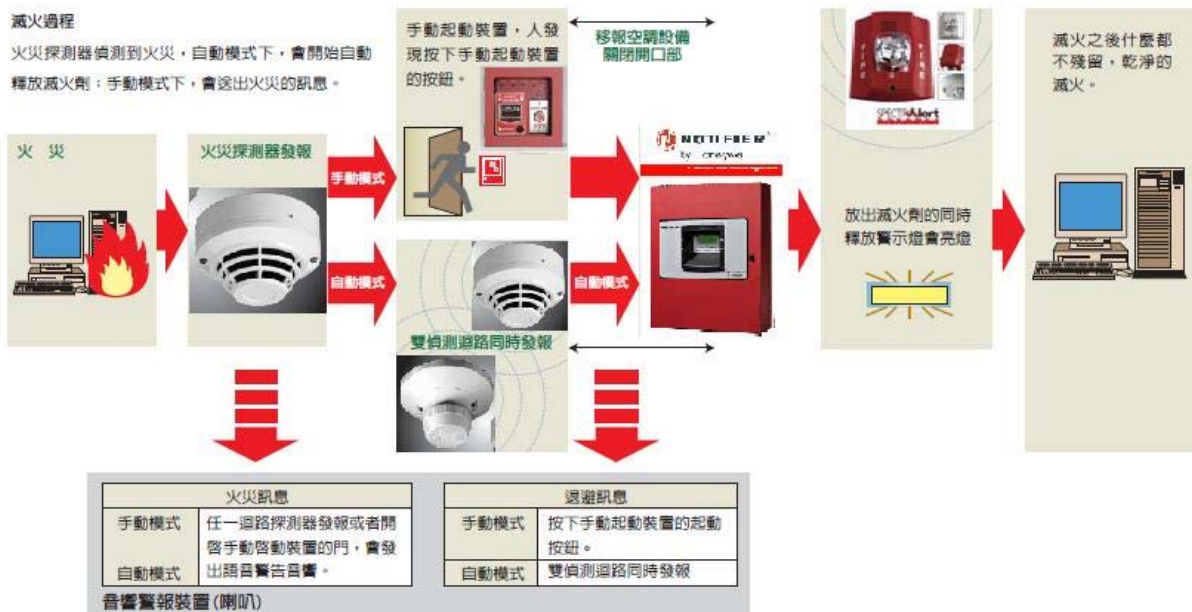 滅火過程
火災探測器偵測到火災，自動模式下，會開始自動
釋放滅火劑；手動模式下，會送出火災的訊息。
手動起動裝置，人發
現按下手動起動裝置
的按鈕。
移報空調設備
關閉開口部
FIRE
FIRE
滅火之後什麼都
不殘留，乾淨的
滅火。
火 災
火災探測器發報
手動模式
自動模式
NOTIFIER
by Honeywell
放出滅火劑的同時
釋放警示燈會亮燈
自動模式
雙偵測迴路同時發報
火災訊息
手動模式
自動模式
任一迴路探測器發報或者開
啓手動啓動裝置的門，會發
出語音警告音響。
退避訊息
手動模式
按下手動起動裝置的起動
按鈕。
自動模式
雙偵測迴路同時發報
音響警報裝置(喇叭)